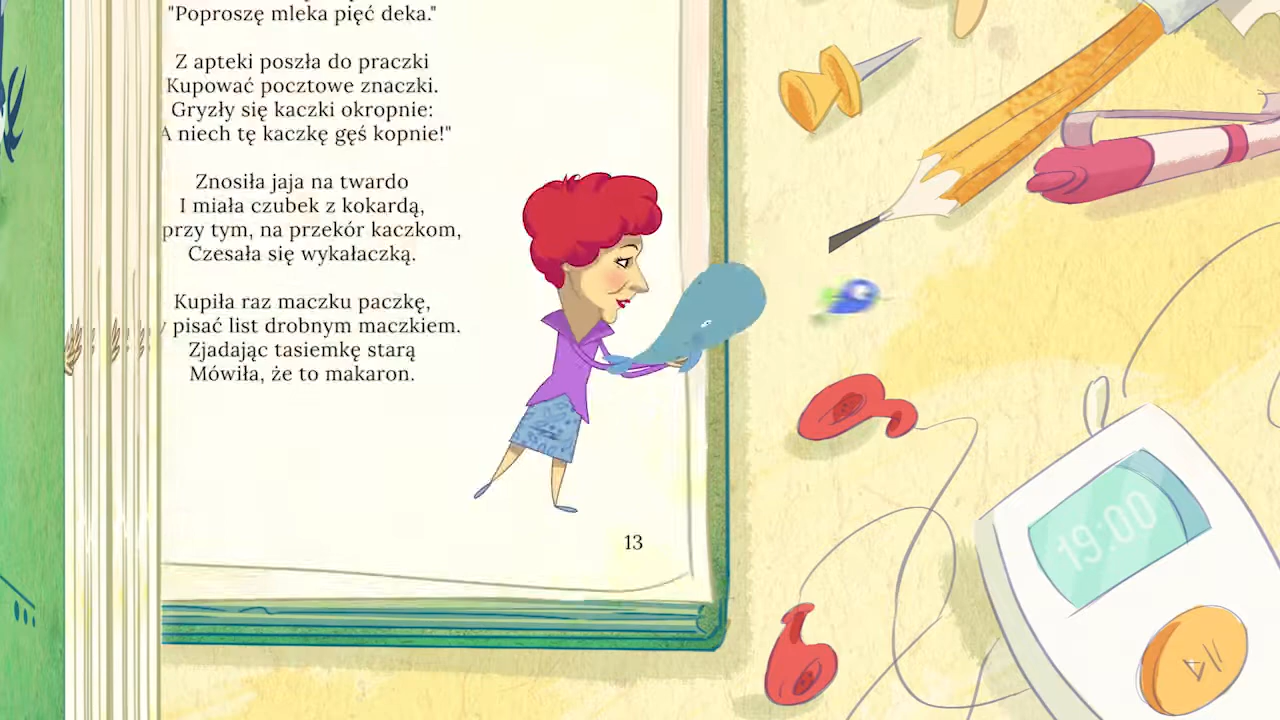 "Poproszę mleka pięć deka."
Z apteki poszła do praczki
Kupować pocztowe znaczki.
Gryzły się kaczki okropnie:
A niech tę kaczkę gęś kopnie!"
Znosiła jaja na twardo
I miała czubek z kokardą,
przy tym, na przekór kaczkom,
Czesała się wykałaczką.
Kupiła raz maczku paczkę,
pisać list drobnym maczkiem.
Zjadając tasiemkę starą
Mówiła, że to makaron.
13
19:00